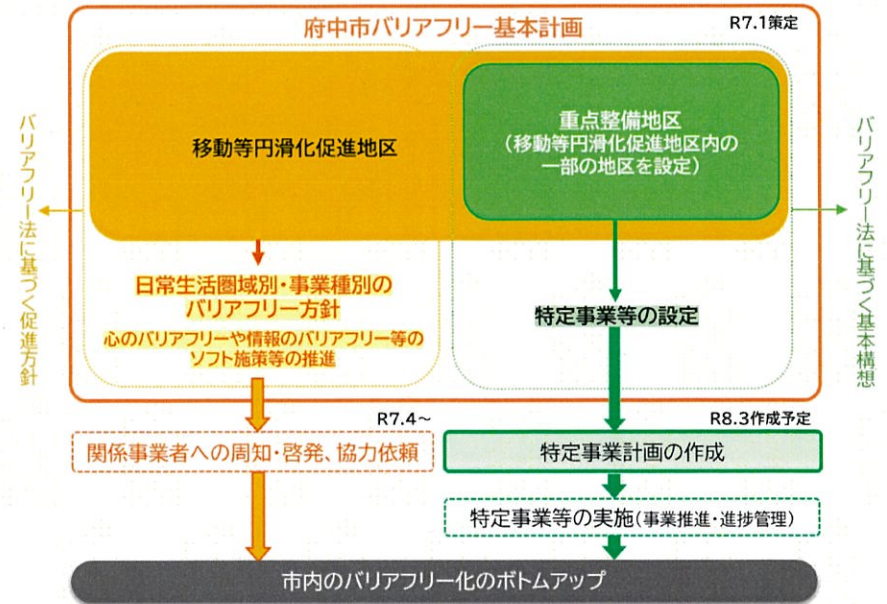 府中市バリアフリー基本計画
R7.1策定
移動等円滑化促進地区
重点整備地区
(移動等円滑化促進地区内の
一部の地区を設定)
バリアフリー法に基づく促進方針
バリアフリー法に基づく基本構想
日常生活圏域別・事業種別の
バリアフリー方針
心のバリアフリーや情報のバリアフリー等の
ソフト施策等の推進
特定事業等の設定
R7.4~
R8.3作成予定
関係事業者への周知・啓発、協力依頼
特定事業計画の作成
特定事業等の実施(事業推進・進捗管理)
市内のバリアフリー化のボトムアップ